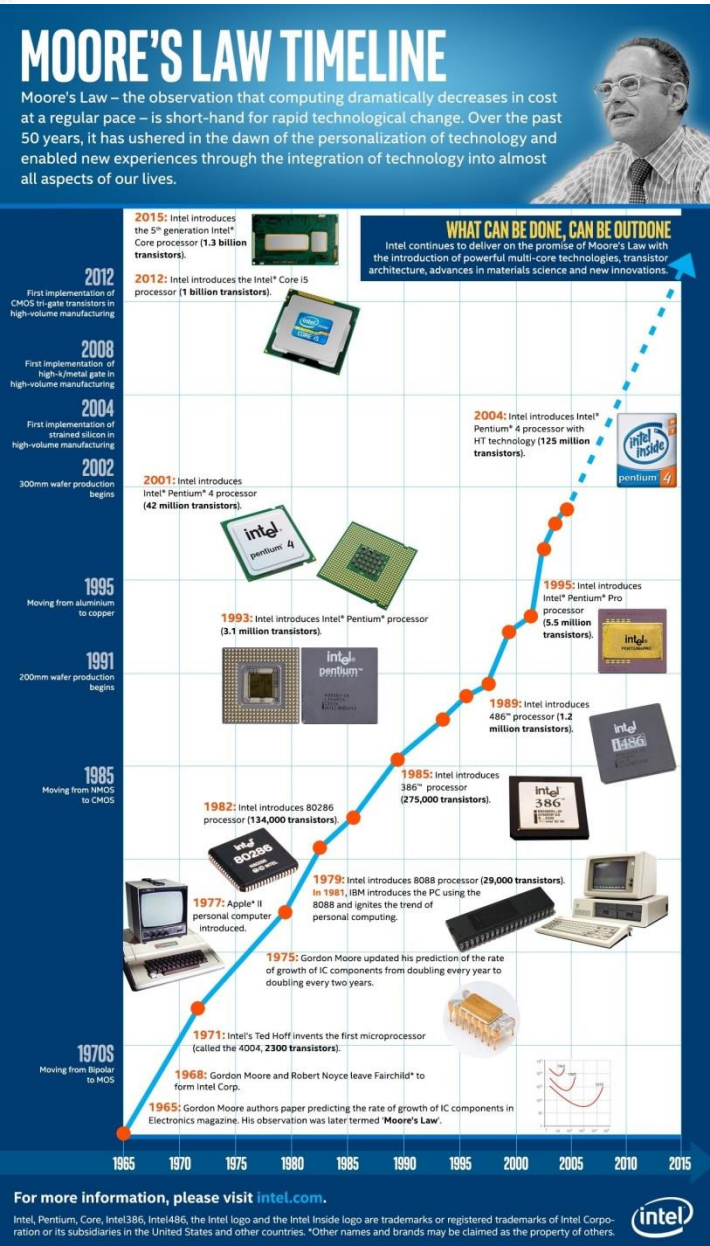 MOORE'S LAW TIMELINE
Moore's Law – the observation that computing dramatically decreases in cost
at a regular pace – is short-hand for rapid technological change. Over the past
50 years, it has ushered in the dawn of the personalization of technology and
enabled new experiences through the integration of technology into almost
all aspects of our lives.
2015: Intel introduces
the 5th generation Intel®
Core processor (1.3 billion
transistors).
WHAT CAN BE DONE, CAN BE OUTDONE
Intel continues to deliver on the promise of Moore's Law with
the introduction of powerful multi-core technologies, transistor
architecture, advances in materials science and new innovations.
2012
First implementation of
CMOS tri-gate transistors in
high-volume manufacturing
2012: Intel introduces the Intel® Core i5
processor (1 billion transistors).
intel
CORE i5
2008
First implementation of
high-k/metal gate in
high-volume manufacturing
2004
First implementation of
strained silicon in
high-volume manufacturing
2004: Intel introduces Intel®
Pentium® 4 processor with
HT technology (125 million
transistors).
intel
inside
pentium 4
2002
300mm wafer production
begins
2001: Intel introduces
Intel® Pentium® 4 processor
(42 million transistors).
intel
pentium 4
1995
Moving from aluminium
to copper
1995: Intel introduces
Intel® Pentium® Pro
processor
(5.5 million
transistors).
intel
PENTIUM PRO
1993: Intel introduces Intel® Pentium® processor
(3.1 million transistors).
intel
pentium™
1991
200mm wafer production
begins
1989: Intel introduces
486™ processor (1.2
million transistors).
intel
i486
1985
Moving from NMOS
to CMOS
1985: Intel introduces
386™ processor
(275,000 transistors).
intel
386
1982: Intel introduces 80286
processor (134,000 transistors).
intel
80286
1979: Intel introduces 8088 processor (29,000 transistors).
In 1981, IBM introduces the PC using the
8088 and ignites the trend of
personal computing.
1977: Apple® II
personal computer
introduced.
1975: Gordon Moore updated his prediction of the rate
of growth of IC components from doubling every year to
doubling every two years.
1971: Intel's Ted Hoff invents the first microprocessor
(called the 4004, 2300 transistors).
1970S
Moving from Bipolar
to MOS
1968: Gordon Moore and Robert Noyce leave Fairchild* to
form Intel Corp.
1965: Gordon Moore authors paper predicting the rate of growth of IC components in
Electronics magazine. His observation was later termed 'Moore's Law'.
1965 1970 1975 1980 1985 1990 1995 2000 2005 2010 2015
For more information, please visit intel.com.
Intel, Pentium, Core, Intel386, Intel486, the Intel logo and the Intel Inside logo are trademarks or registered trademarks of Intel Corpo-
ration or its subsidiaries in the United States and other countries. *Other names and brands may be claimed as the property of others.
intel